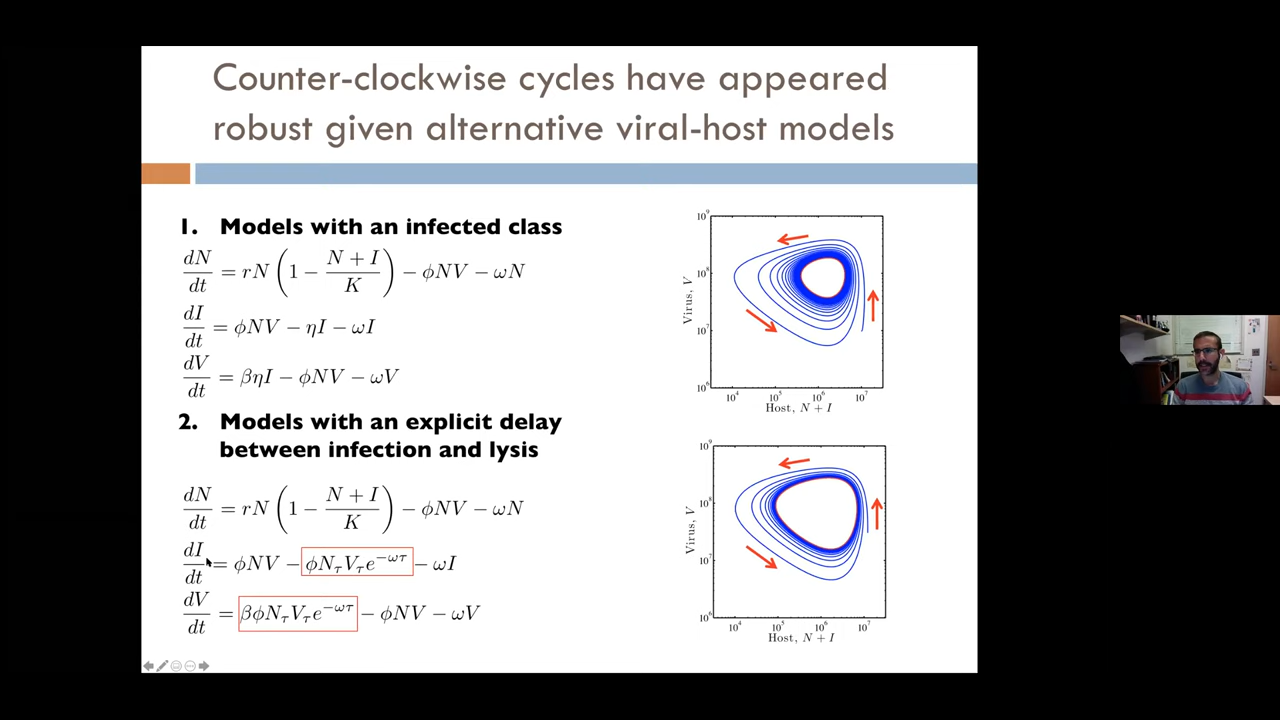 Counter-clockwise cycles have appeared
robust given alternative viral-host models
1. Models with an infected class
dN/dt = rN(1 − (N + I)/K) − ϕNV − ωN
dI/dt = ϕNV − ηI − ωI
dV/dt = βηI − ϕNV − ωV
2. Models with an explicit delay
between infection and lysis
dN/dt = rN(1 − (N + I)/K) − ϕNV − ωN
dI/dt = ϕNV − ϕN_τV_τe^{−ωτ} − ωI
dV/dt = βϕN_τV_τe^{−ωτ} − ϕNV − ωV
10^9
10^8
Virus, V
10^7
10^6
10^4 10^5 10^6 10^7
Host, N + I
10^9
10^8
Virus, V
10^7
10^6
10^4 10^5 10^6 10^7
Host, N + I